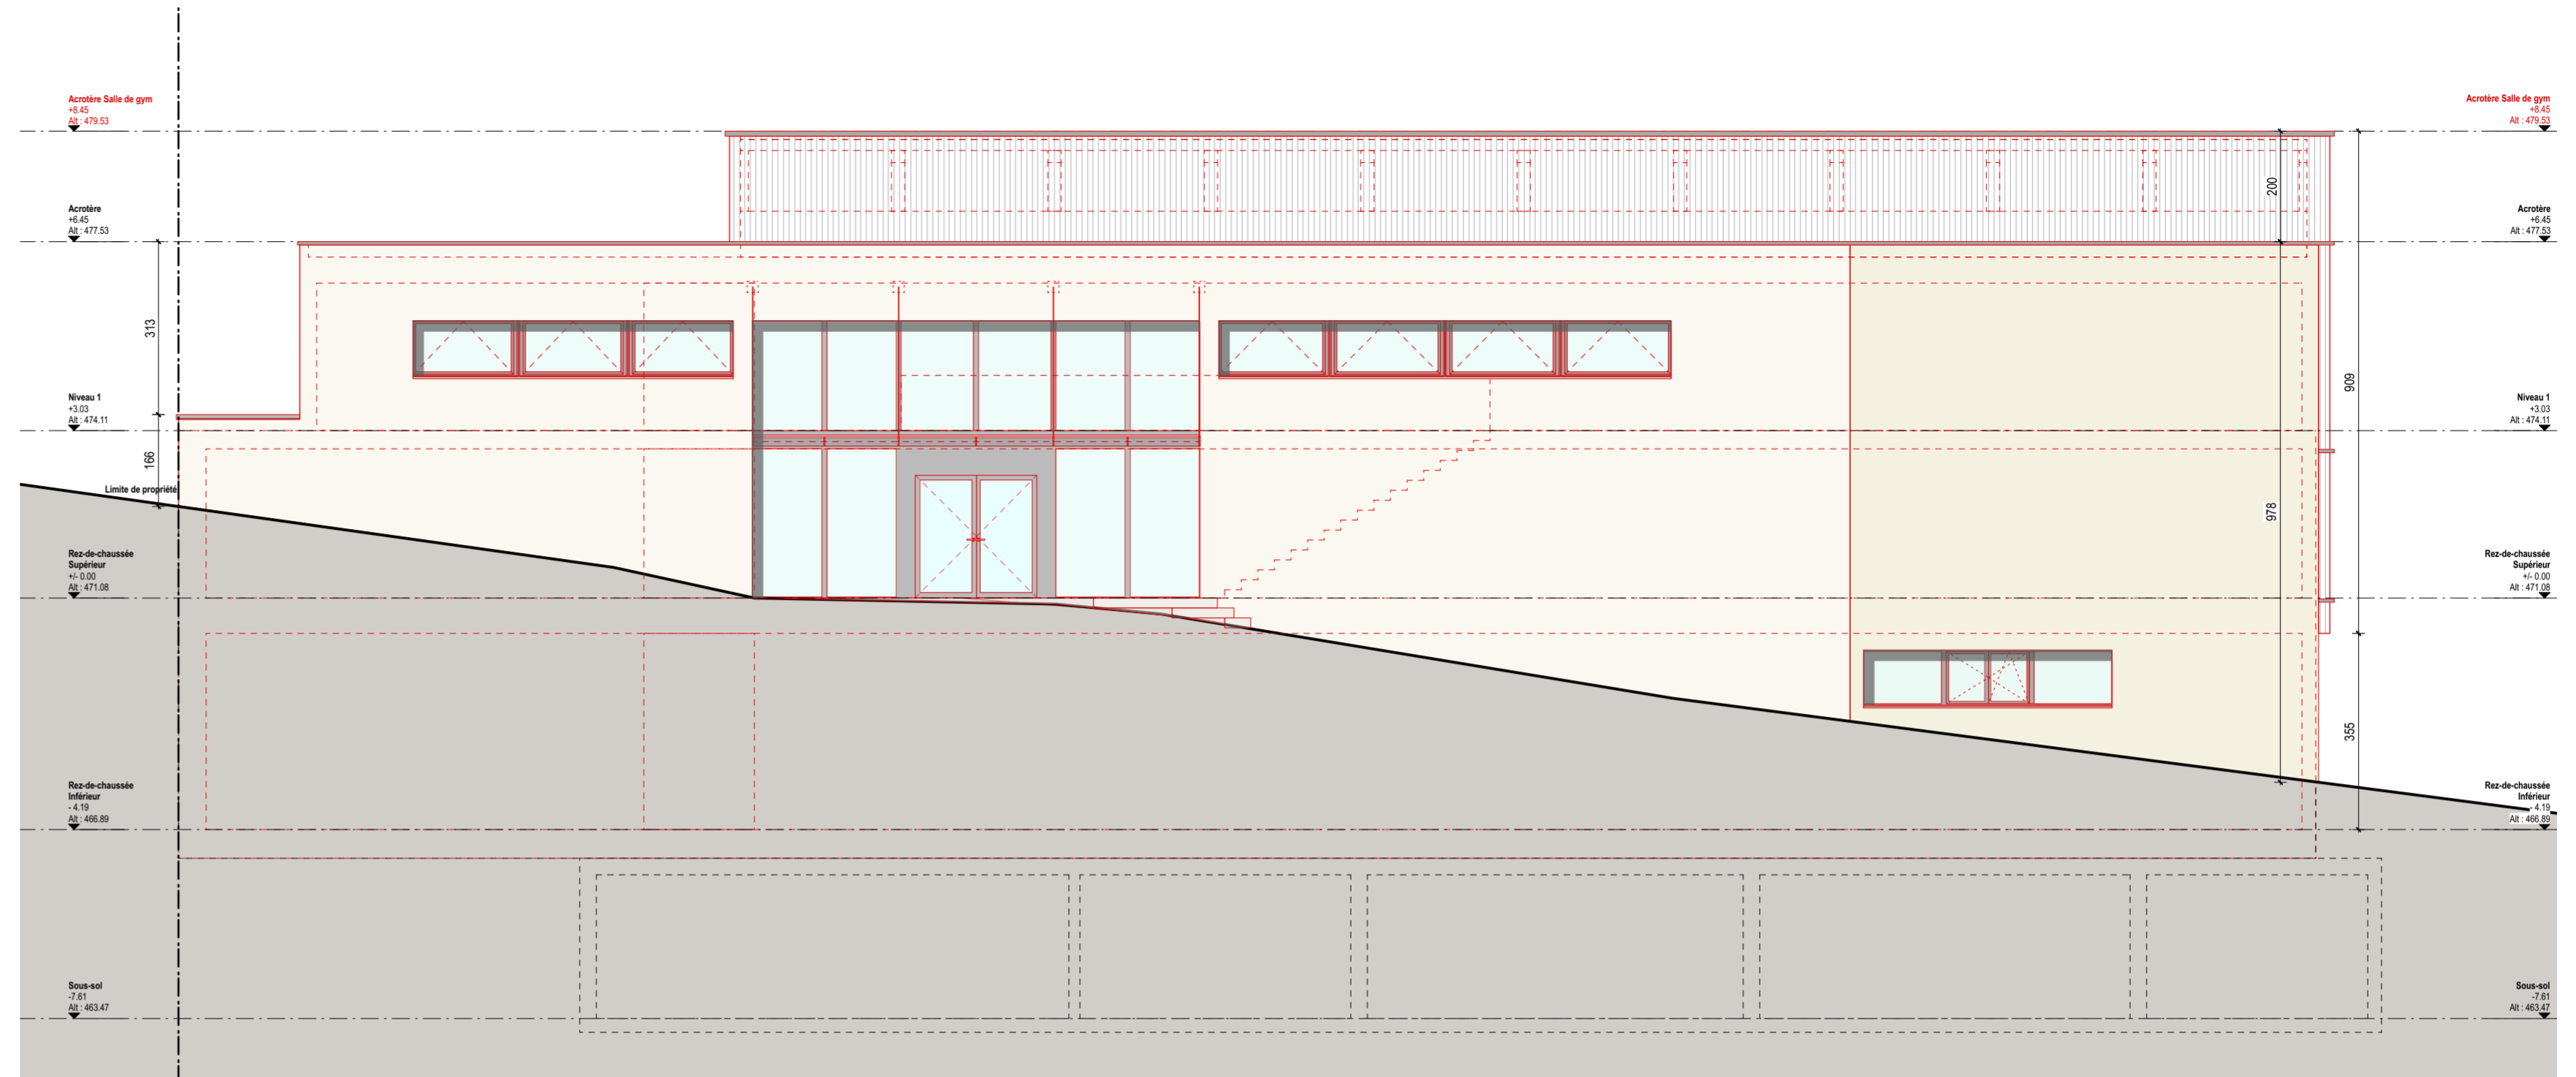 Acrotère Salle de gym
+8.45
Alt : 479.53
Acrotère Salle de gym
+8.45
Alt : 479.53
200
Acrotère
+6.45
Alt : 477.53
Acrotère
+6.45
Alt : 477.53
313
909
Niveau 1
+3.03
Alt : 474.11
Niveau 1
+3.03
Alt : 474.11
166
Limite de propriété
978
Rez-de-chaussée
Supérieur
+/- 0.00
Alt : 471.08
Rez-de-chaussée
Supérieur
+/- 0.00
Alt : 471.08
355
Rez-de-chaussée
Inférieur
- 4.19
Alt : 466.89
Rez-de-chaussée
Inférieur
- 4.19
Alt : 466.89
Sous-sol
-7.61
Alt : 463.47
Sous-sol
-7.61
Alt : 463.47